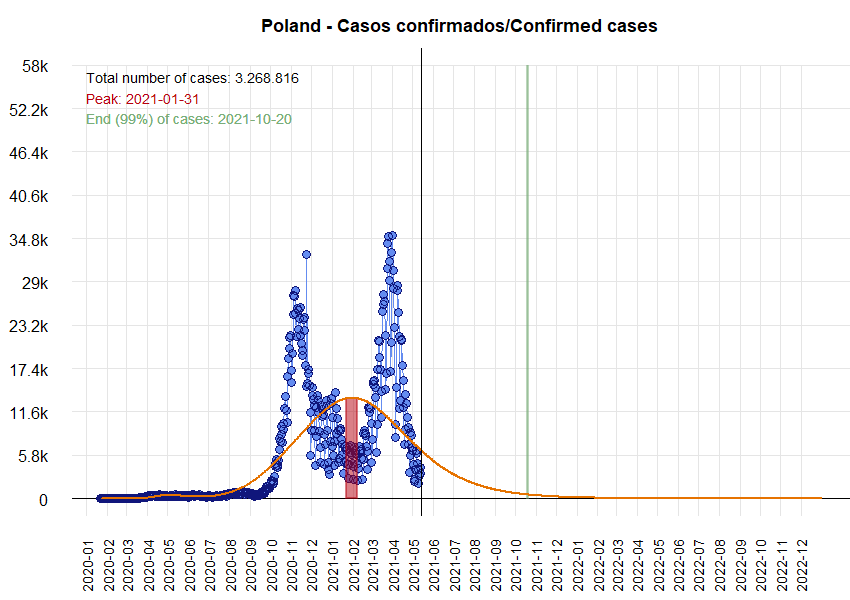 Poland - Casos confirmados/Confirmed cases
58k
Total number of cases: 3.268.816
Peak: 2021-01-31
52.2k
End (99%) of cases: 2021-10-20
46.4k
40.6k
34.8k
29k
23.2k
17.4k
11.6k
5.8k
0
2020-01
2020-02
2020-03
2020-04
2020-05
2020-06
2020-07
2020-08
2020-09
2020-10
2020-11
2020-12
2021-01
2021-02
2021-03
2021-04
2021-05
2021-06
2021-07
2021-08
2021-09
2021-10
2021-11
2021-12
2022-01
2022-02
2022-03
2022-04
2022-05
2022-06
2022-07
2022-08
2022-09
2022-10
2022-11
2022-12